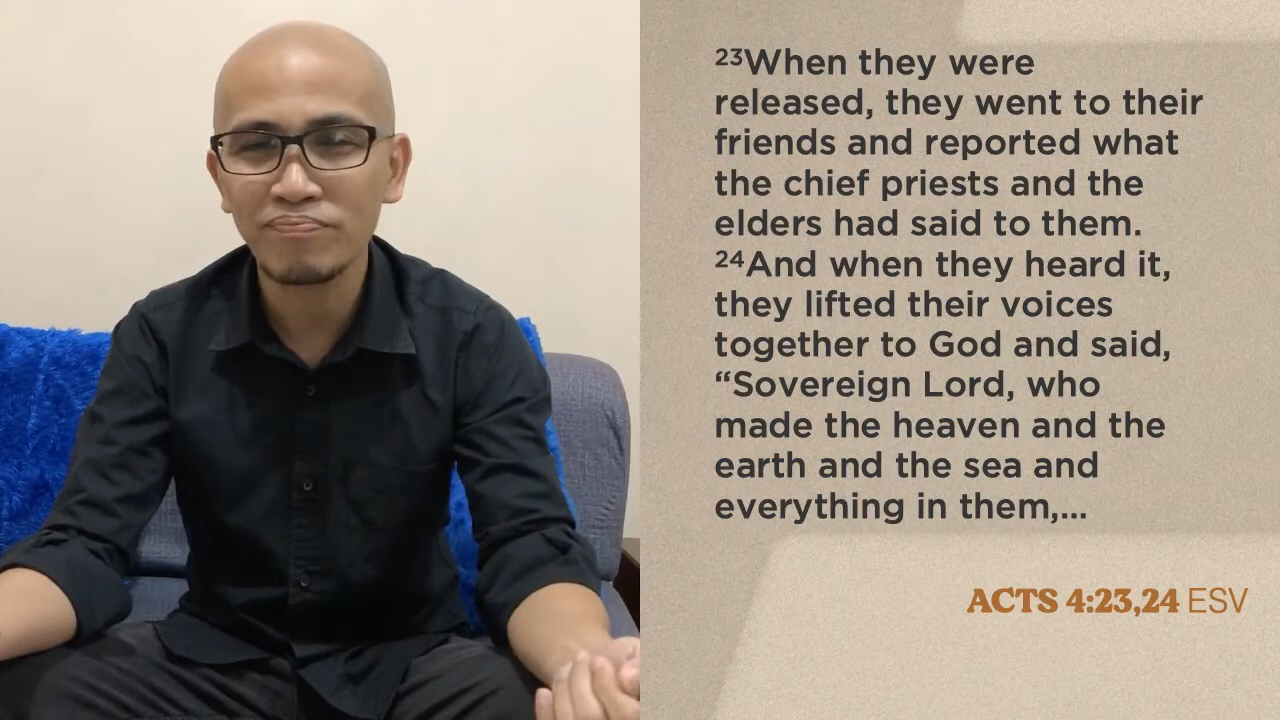 ²³When they were
released, they went to their
friends and reported what
the chief priests and the
elders had said to them.
²⁴And when they heard it,
they lifted their voices
together to God and said,
“Sovereign Lord, who
made the heaven and the
earth and the sea and
everything in them,...
ACTS 4:23,24 ESV